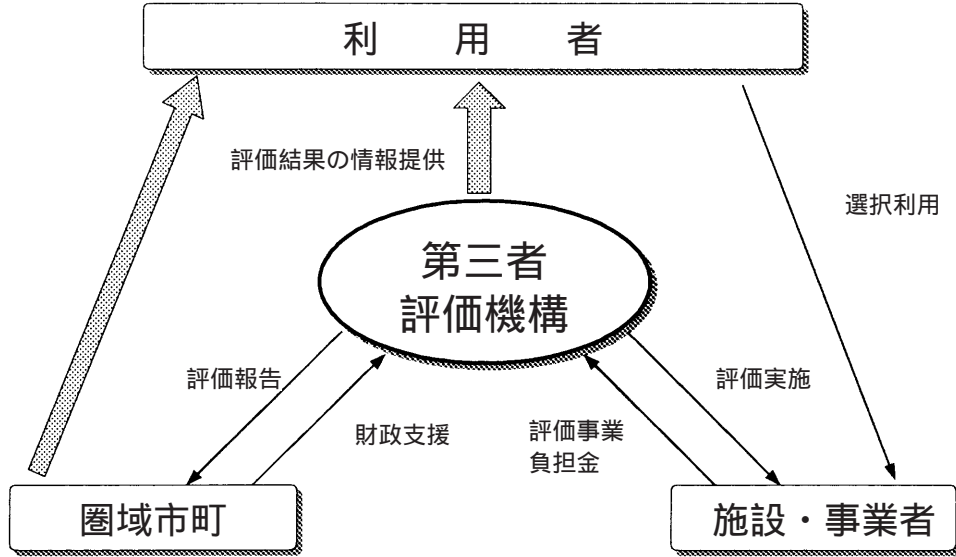 利用者
評価結果の情報提供
選択利用
第三者
評価機構
評価報告
評価実施
財政支援
評価事業
負担金
圏域市町
施設・事業者